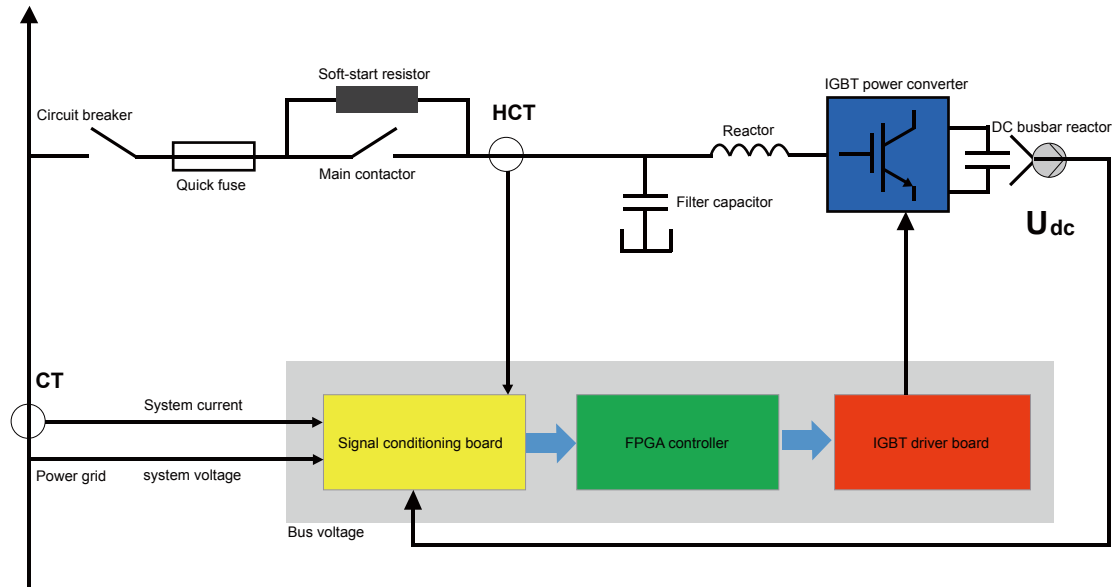 Soft-start resistor
IGBT power converter
Circuit breaker
HCT
Reactor
DC busbar reactor
Quick fuse
Main contactor
Filter capacitor
Udc
CT
System current
Signal conditioning board
FPGA controller
IGBT driver board
Power grid
system voltage
Bus voltage